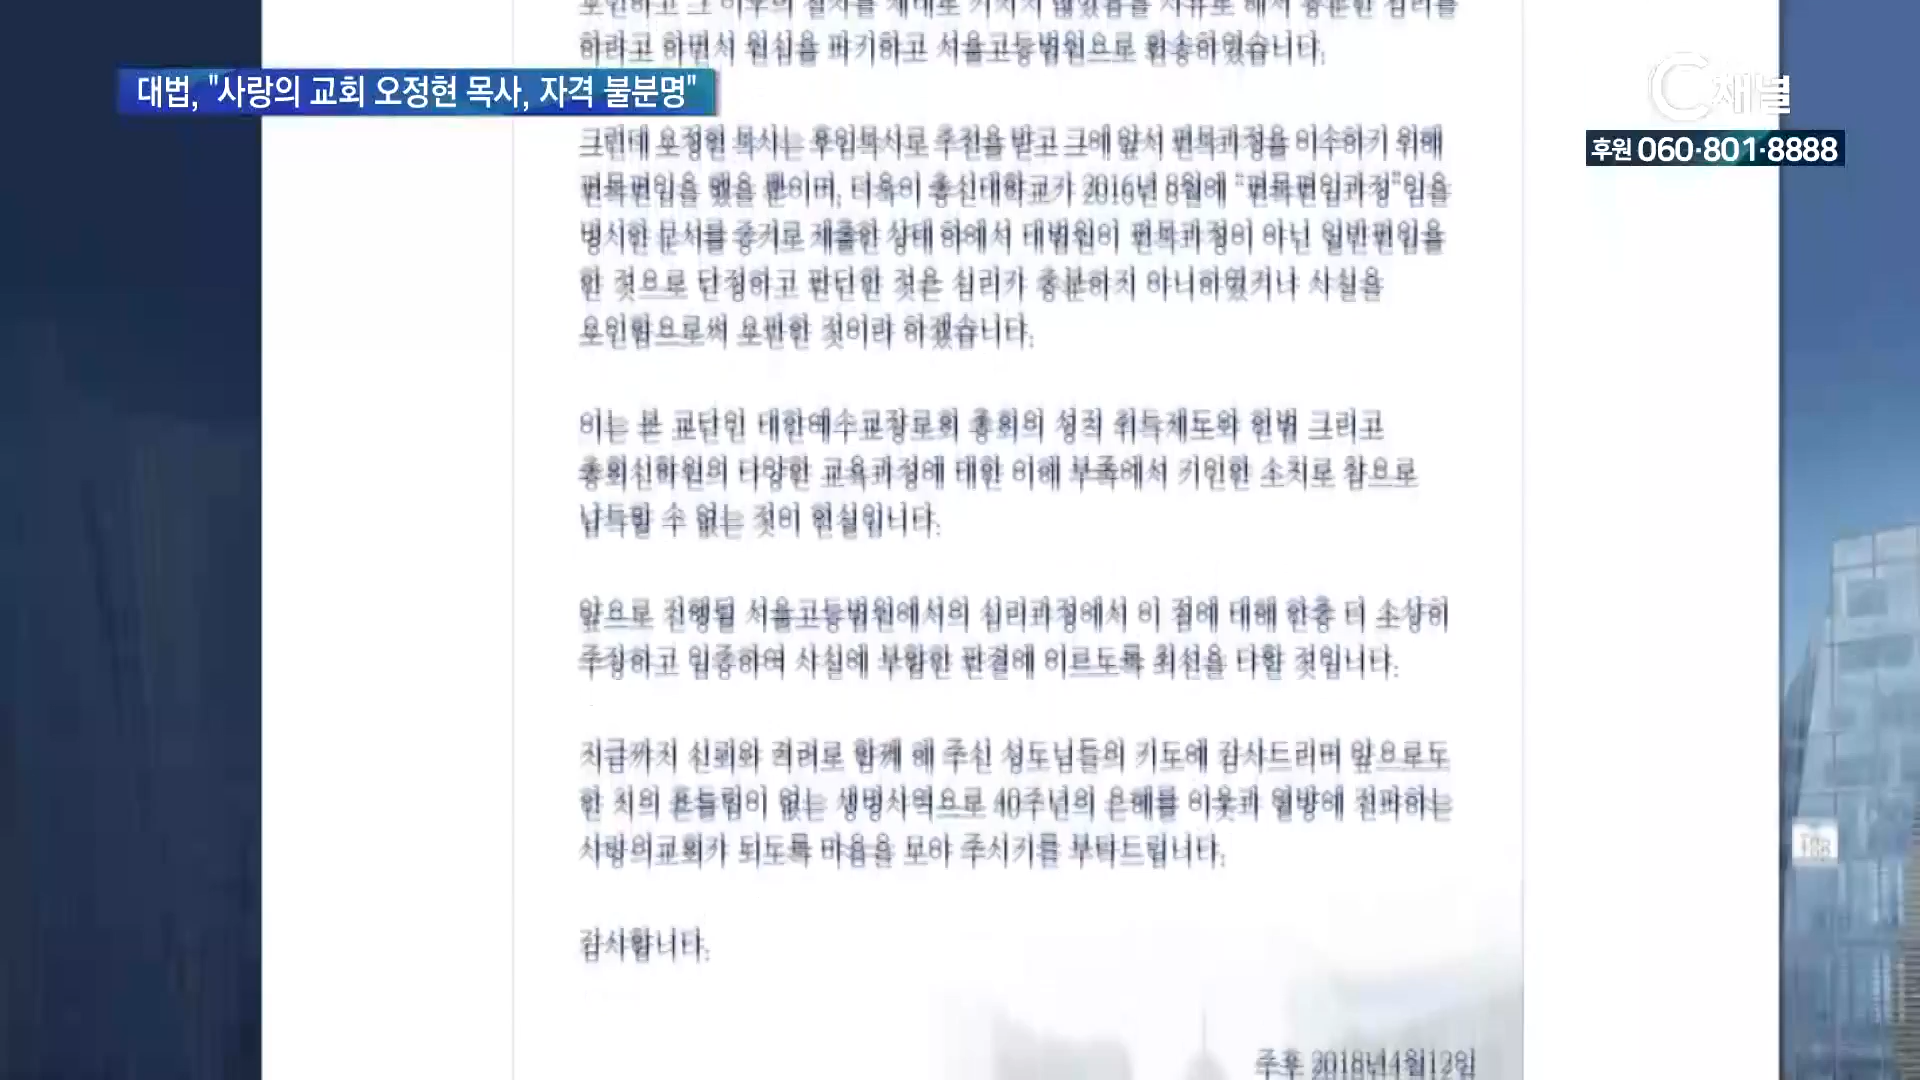 하라고 하면서 원심을 파기하고 서울고등법원으로 환송하였습니다.
대법, "사랑의 교회 오정현 목사, 자격 불분명"
C채널
후원 060·801·8888
그런데 오정현 목사는 후임목사로 추천을 받고 그에 앞서 편목과정을 이수하기 위해
편목편입을 했을 뿐이며, 더욱이 총신대학교가 2016년 8월에 "편목편입과정"임을
명시한 문서를 증거로 제출한 상태 하에서 대법원이 편목과정이 아닌 일반편입을
한 것으로 단정하고 판단한 것은 심리가 충분하지 아니하였거나 사실을
오인함으로써 오판한 것이라 하겠습니다.
이는 본 교단인 대한예수교장로회 총회의 성직 취득제도와 헌법 그리고
총회신학원의 다양한 교육과정에 대한 이해 부족에서 기인한 소치로 참으로
납득할 수 없는 것이 현실입니다.
앞으로 진행될 서울고등법원에서의 심리과정에서 이 점에 대해 한층 더 소상히
주장하고 입증하여 사실에 부합한 판결에 이르도록 최선을 다할 것입니다.
지금까지 신뢰와 격려로 함께 해 주신 성도님들의 기도에 감사드리며 앞으로도
한 치의 흔들림이 없는 생명사역으로 40주년의 은혜를 이웃과 열방에 전파하는
사랑의교회가 되도록 마음을 모아 주시기를 부탁드립니다.
감사합니다.
주후 2018년4월12일